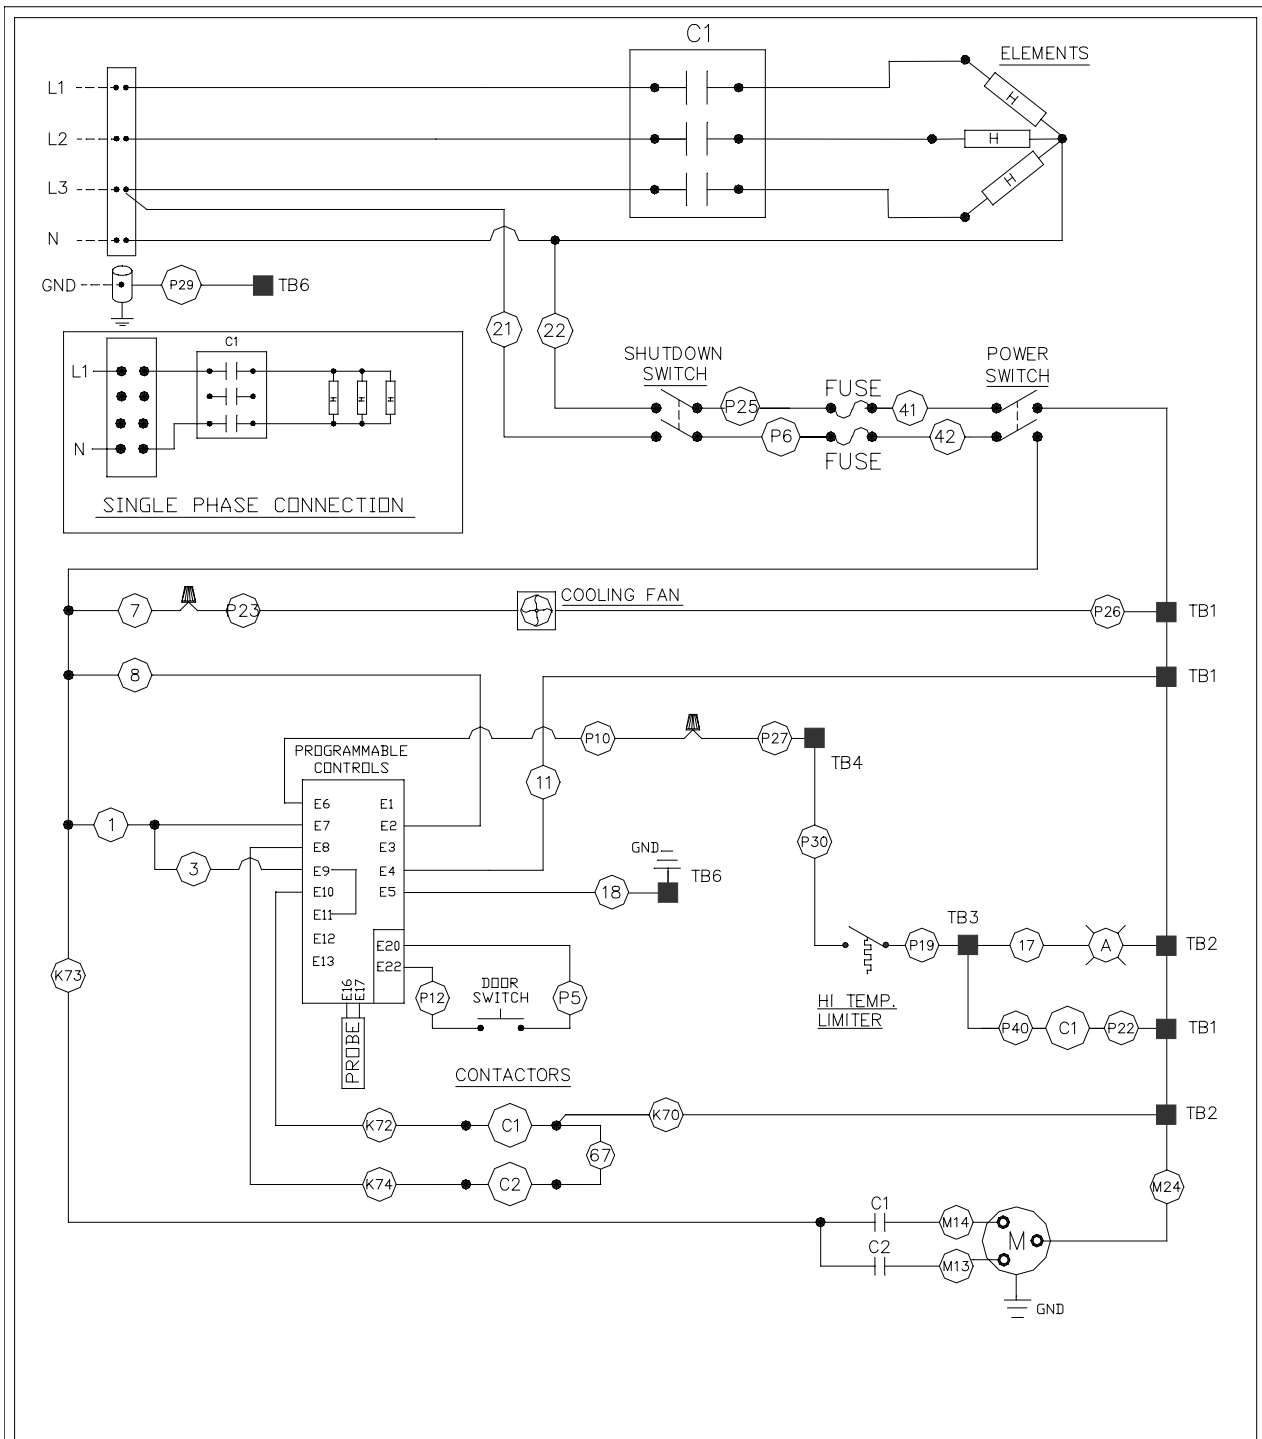 C1
ELEMENTS
L1
H
L2
H
L3
H
N
GND
P29
TB6
21
22
C1
L1
H
H
H
N
SINGLE PHASE CONNECTION
SHUTDOWN
SWITCH
POWER
SWITCH
FUSE
P25
41
P6
42
FUSE
COOLING FAN
7
P23
P26
TB1
8
TB1
P10
P27
TB4
PROGRAMMABLE
CONTROLS
11
E6
E1
1
E7
E2
E8
E3
3
E9
E4
E10
E5
E11
E12
E20
E13
E22
E16
E17
PROBE
18
GND
TB6
P30
K73
P12
DOOR
SWITCH
P5
HI TEMP.
LIMITER
P19
TB3
17
A
TB2
P40
C1
P22
TB1
CONTACTORS
K72
C1
K70
TB2
67
K74
C2
M24
C1
M14
M
C2
M13
GND